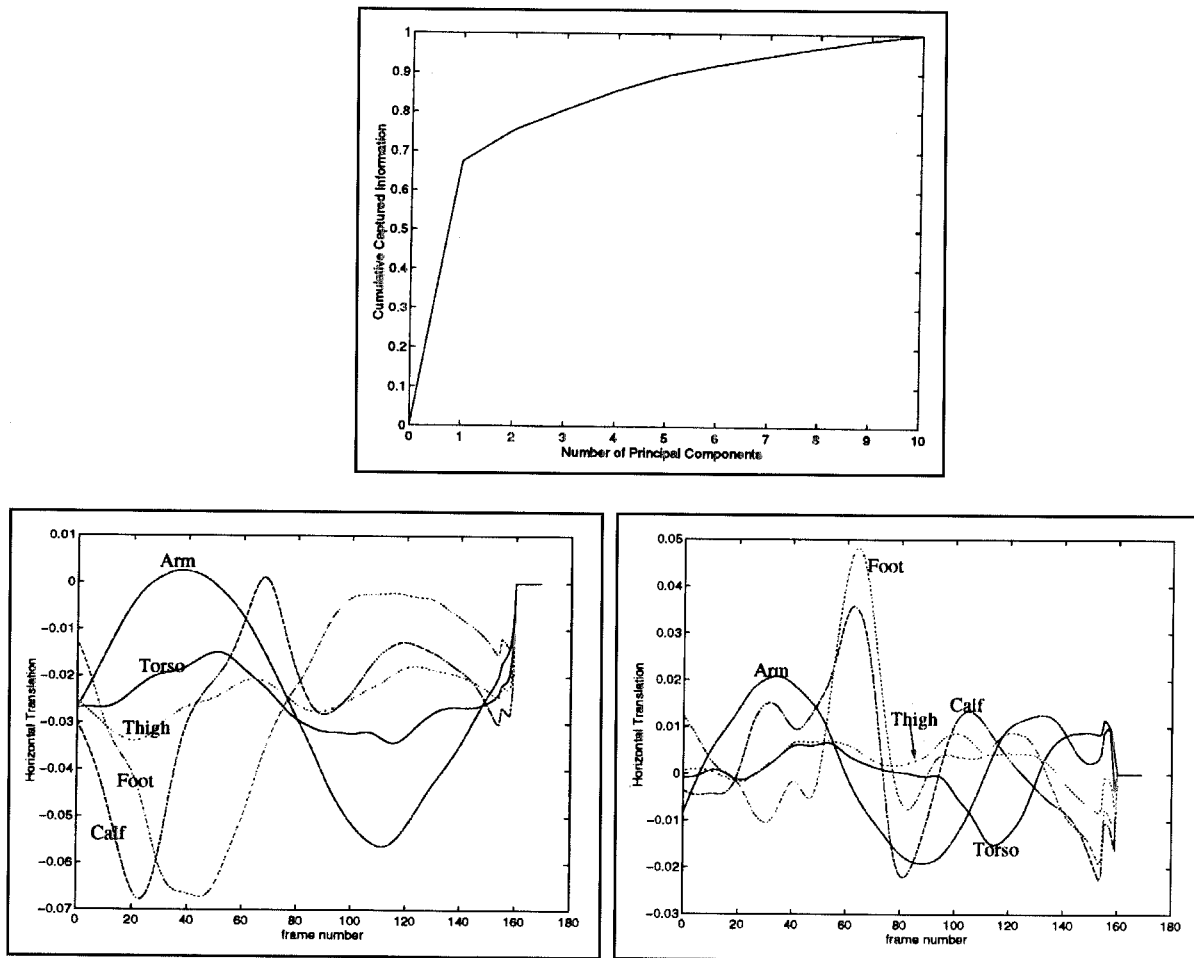 1
0.9
0.8
0.7
0.6
0.5
0.4
0.3
0.2
0.1
0
Cumulative Captured Information
0 1 2 3 4 5 6 7 8 9 10
Number of Principal Components
0.01
0
-0.01
-0.02
-0.03
-0.04
-0.05
-0.06
-0.07
Horizontal Translation
Arm
Torso
Thigh
Foot
Calf
0 20 40 60 80 100 120 140 160 180
frame number
0.05
0.04
0.03
0.02
0.01
0
-0.01
-0.02
-0.03
Horizontal Translation
Foot
Arm
Calf
Thigh
Torso
0 20 40 60 80 100 120 140 160 180
frame number